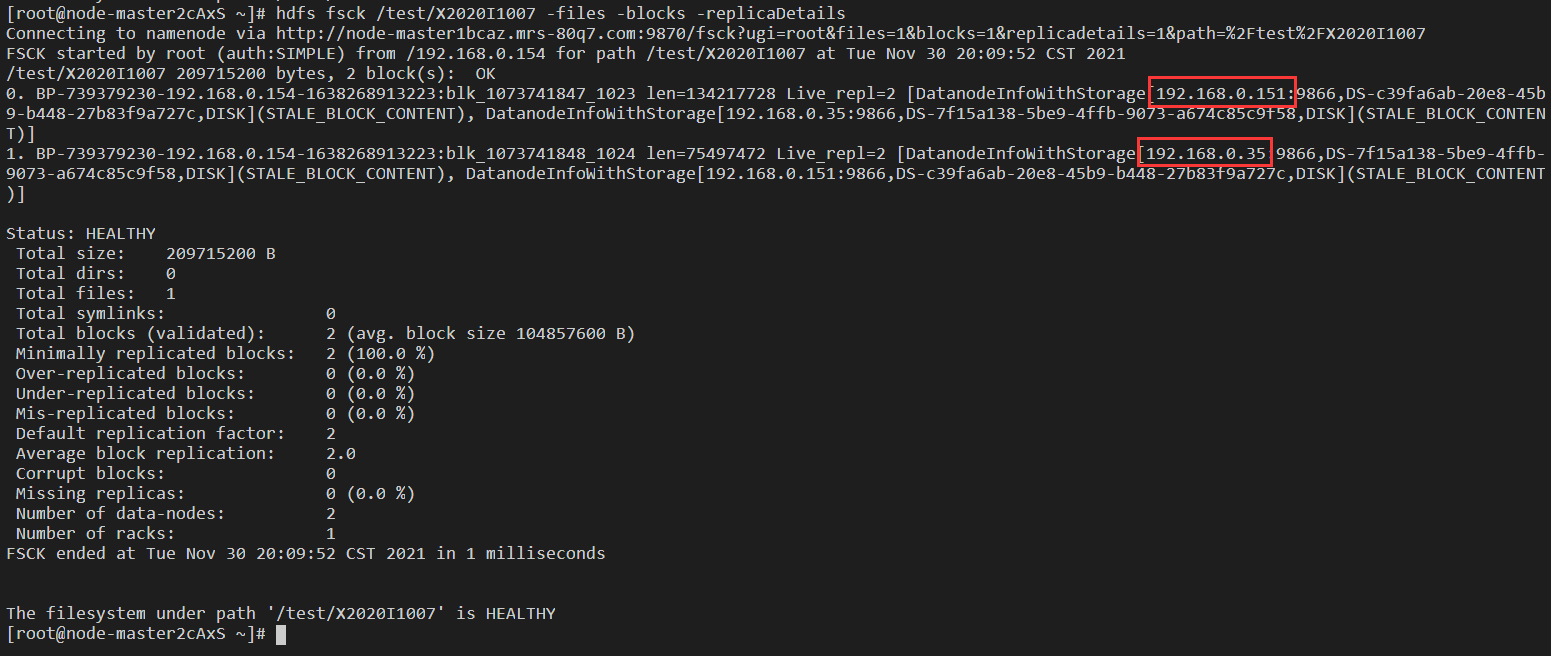 [root@node-master2cAxS ~]# hdfs fsck /test/X2020I1007 -files -blocks -replicaDetails
Connecting to namenode via http://node-master1bcaz.mrs-80q7.com:9870/fsck?ugi=root&files=1&blocks=1&replicadetails=1&path=%2Ftest%2FX2020I1007
FSCK started by root (auth:SIMPLE) from /192.168.0.154 for path /test/X2020I1007 at Tue Nov 30 20:09:52 CST 2021
/test/X2020I1007 209715200 bytes, 2 block(s):  OK
0. BP-739379230-192.168.0.154-1638268913223:blk_1073741847_1023 len=134217728 Live_repl=2 [DatanodeInfoWithStorage[192.168.0.151:9866,DS-c39fa6ab-20e8-45b
9-b448-27b83f9a727c,DISK](STALE_BLOCK_CONTENT), DatanodeInfoWithStorage[192.168.0.35:9866,DS-7f15a138-5be9-4ffb-9073-a674c85c9f58,DISK](STALE_BLOCK_CONTEN
T)]
1. BP-739379230-192.168.0.154-1638268913223:blk_1073741848_1024 len=75497472 Live_repl=2 [DatanodeInfoWithStorage[192.168.0.35:9866,DS-7f15a138-5be9-4ffb-
9073-a674c85c9f58,DISK](STALE_BLOCK_CONTENT), DatanodeInfoWithStorage[192.168.0.151:9866,DS-c39fa6ab-20e8-45b9-b448-27b83f9a727c,DISK](STALE_BLOCK_CONTENT
)]
Status: HEALTHY
Total size:    209715200 B
Total dirs:    0
Total files:   1
Total symlinks:                0
Total blocks (validated):      2 (avg. block size 104857600 B)
Minimally replicated blocks:   2 (100.0 %)
Over-replicated blocks:        0 (0.0 %)
Under-replicated blocks:       0 (0.0 %)
Mis-replicated blocks:         0 (0.0 %)
Default replication factor:    2
Average block replication:     2.0
Corrupt blocks:                0
Missing replicas:              0 (0.0 %)
Number of data-nodes:          2
Number of racks:               1
FSCK ended at Tue Nov 30 20:09:52 CST 2021 in 1 milliseconds
The filesystem under path '/test/X2020I1007' is HEALTHY
[root@node-master2cAxS ~]#